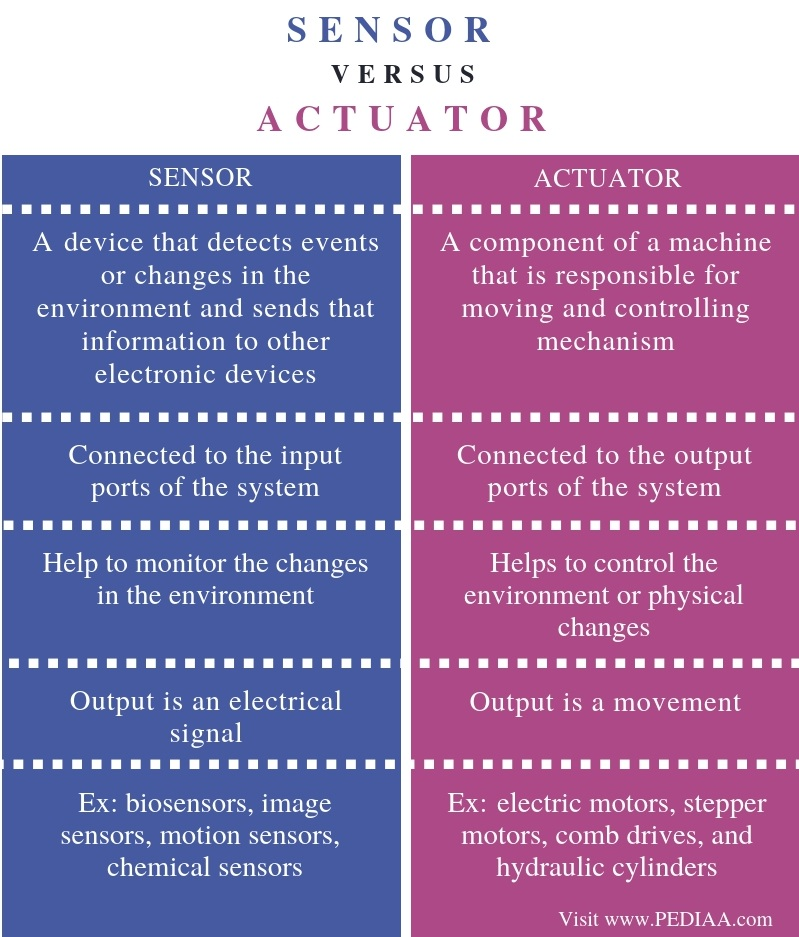 SENSOR
VERSUS
ACTUATOR
SENSOR
A device that detects events
or changes in the
environment and sends that
information to other
electronic devices
Connected to the input
ports of the system
Help to monitor the changes
in the environment
Output is an electrical
signal
Ex: biosensors, image
sensors, motion sensors,
chemical sensors
ACTUATOR
A component of a machine
that is responsible for
moving and controlling
mechanism
Connected to the output
ports of the system
Helps to control the
environment or physical
changes
Output is a movement
Ex: electric motors, stepper
motors, comb drives, and
hydraulic cylinders
Visit www.PEDIAA.com